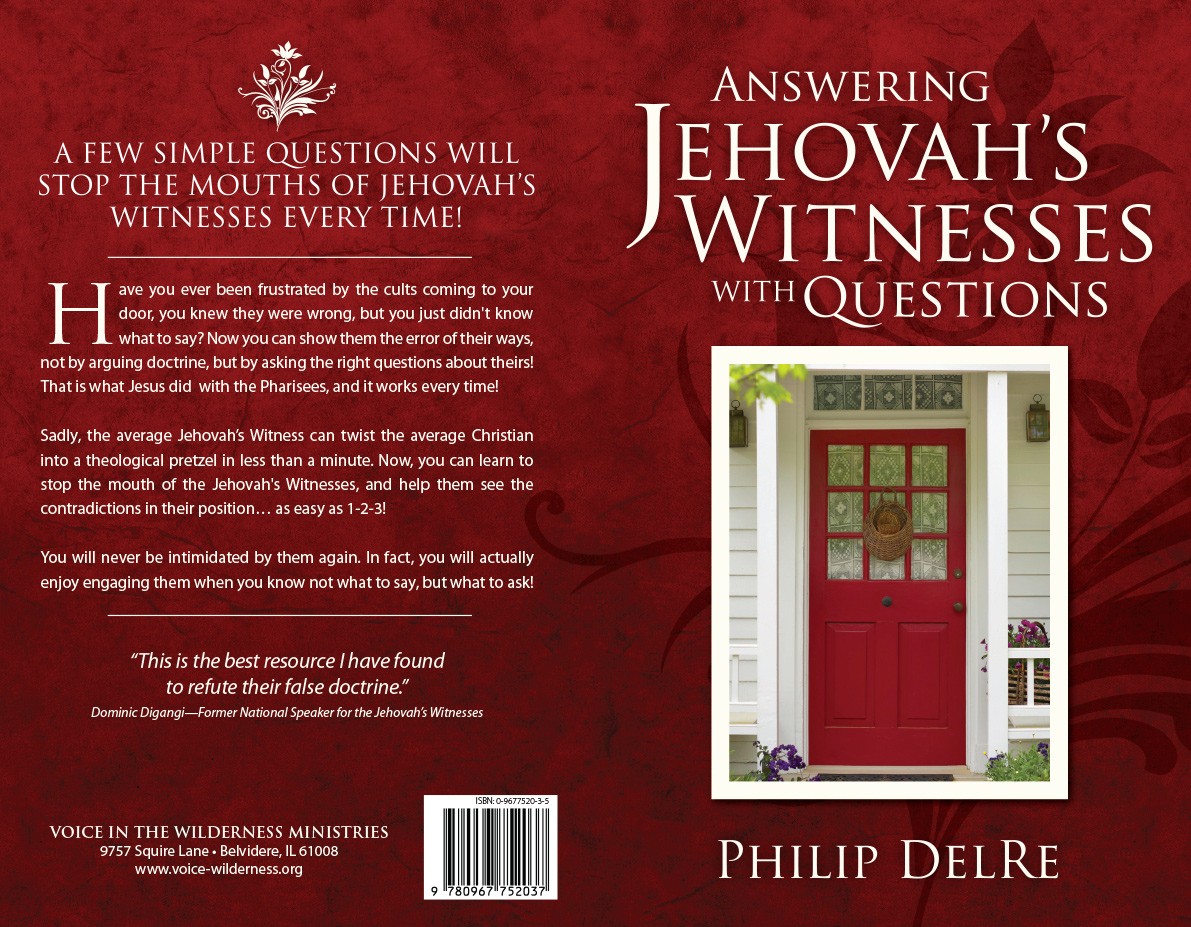 A FEW SIMPLE QUESTIONS WILL
STOP THE MOUTHS OF JEHOVAH'S
WITNESSES EVERY TIME!
Have you ever been frustrated by the cults coming to your
door, you knew they were wrong, but you just didn't know
what to say? Now you can show them the error of their ways,
not by arguing doctrine, but by asking the right questions about theirs!
That is what Jesus did with the Pharisees, and it works every time!
Sadly, the average Jehovah's Witness can twist the average Christian
into a theological pretzel in less than a minute. Now, you can learn to
stop the mouth of the Jehovah's Witnesses, and help them see the
contradictions in their position… as easy as 1-2-3!
You will never be intimidated by them again. In fact, you will actually
enjoy engaging them when you know not what to say, but what to ask!
“This is the best resource I have found
to refute their false doctrine.”
Dominic Digangi—Former National Speaker for the Jehovah's Witnesses
VOICE IN THE WILDERNESS MINISTRIES
9757 Squire Lane • Belvidere, IL 61008
www.voice-wilderness.org
ISBN: 0-9677520-3-5
9 780967 752037
ANSWERING
JEHOVAH'S
WITNESSES
WITH QUESTIONS
PHILIP DELRE